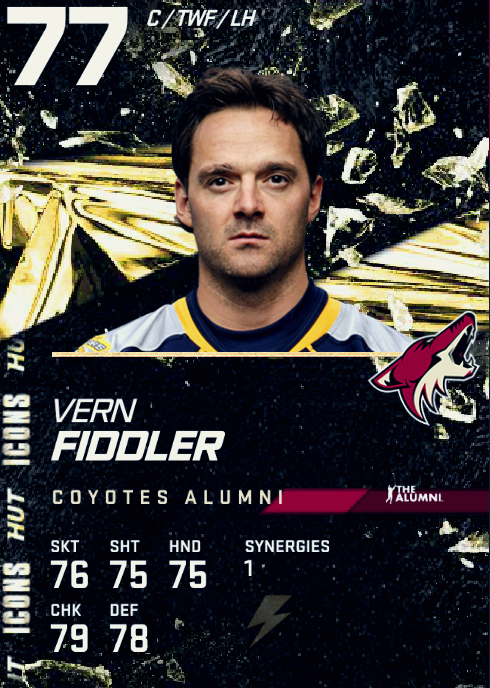 77
C / TWF / LH
VERN
FIDDLER
COYOTES ALUMNI
THE
ALUMNI
SKT SHT HND SYNERGIES
76 75 75 1
CHK DEF
79 78
HUT
ICONS
HUT
ICONS